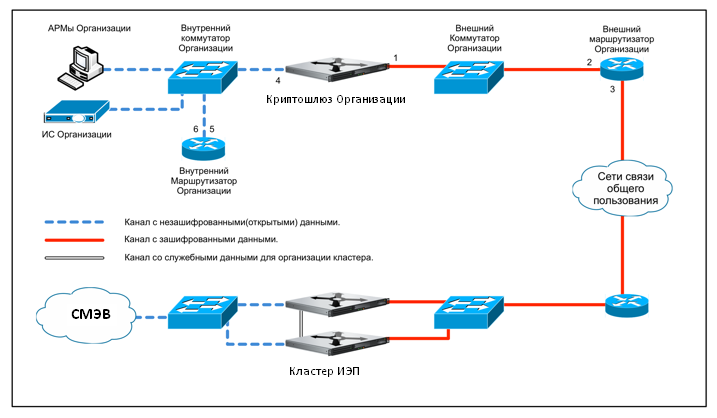 АРМы Организации
Внутренний
коммутатор
Организации
Внешний
Коммутатор
Организации
Внешний
маршрутизатор
Организации
1
2
3
4
Криптошлюз Организации
ИС Организации
6 5
Внутренний
Маршрутизатор
Организации
Сети связи
общего
пользования
Канал с незашифрованными(открытыми) данными.
Канал с зашифрованными данными.
Канал со служебными данными для организации кластера.
СМЭВ
Кластер ИЭП